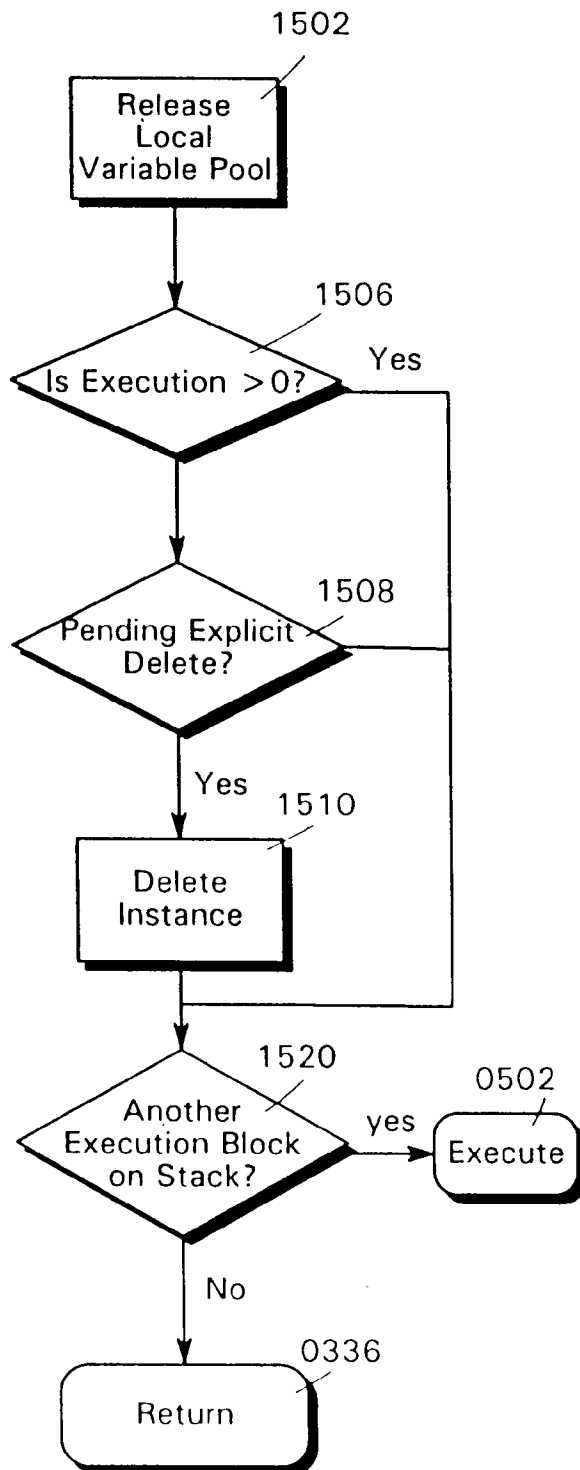 1502
Release
Local
Variable Pool
1506
Is Execution >0?
Yes
1508
Pending Explicit
Delete?
Yes
1510
Delete
Instance
1520
Another
Execution Block
on Stack?
yes
0502
Execute
No
0336
Return